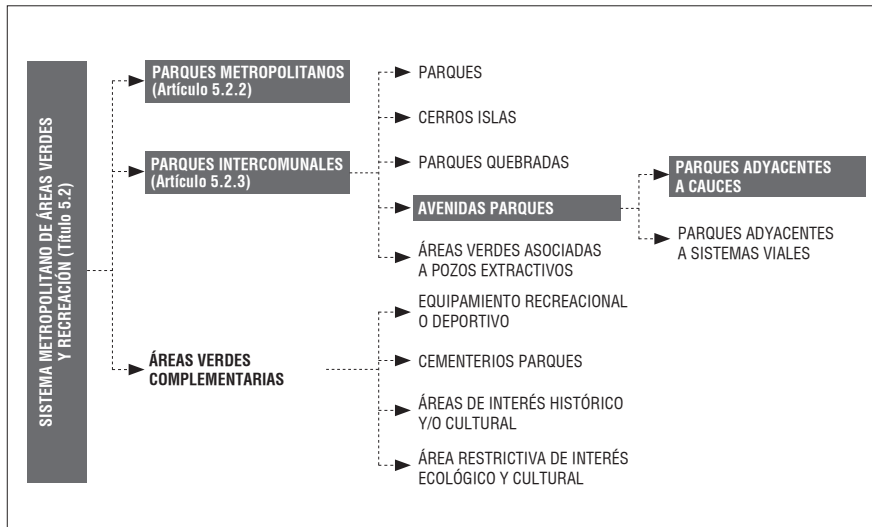 SISTEMA METROPOLITANO DE ÁREAS VERDES
Y RECREACIÓN (Título 5.2)
PARQUES METROPOLITANOS
(Artículo 5.2.2)
PARQUES INTERCOMUNALES
(Artículo 5.2.3)
PARQUES
CERROS ISLAS
PARQUES QUEBRADAS
AVENIDAS PARQUES
ÁREAS VERDES ASOCIADAS
A POZOS EXTRACTIVOS
PARQUES ADYACENTES
A CAUCES
PARQUES ADYACENTES
A SISTEMAS VIALES
ÁREAS VERDES
COMPLEMENTARIAS
EQUIPAMIENTO RECREACIONAL
O DEPORTIVO
CEMENTERIOS PARQUES
ÁREAS DE INTERÉS HISTÓRICO
Y/O CULTURAL
ÁREA RESTRICTIVA DE INTERÉS
ECOLÓGICO Y CULTURAL